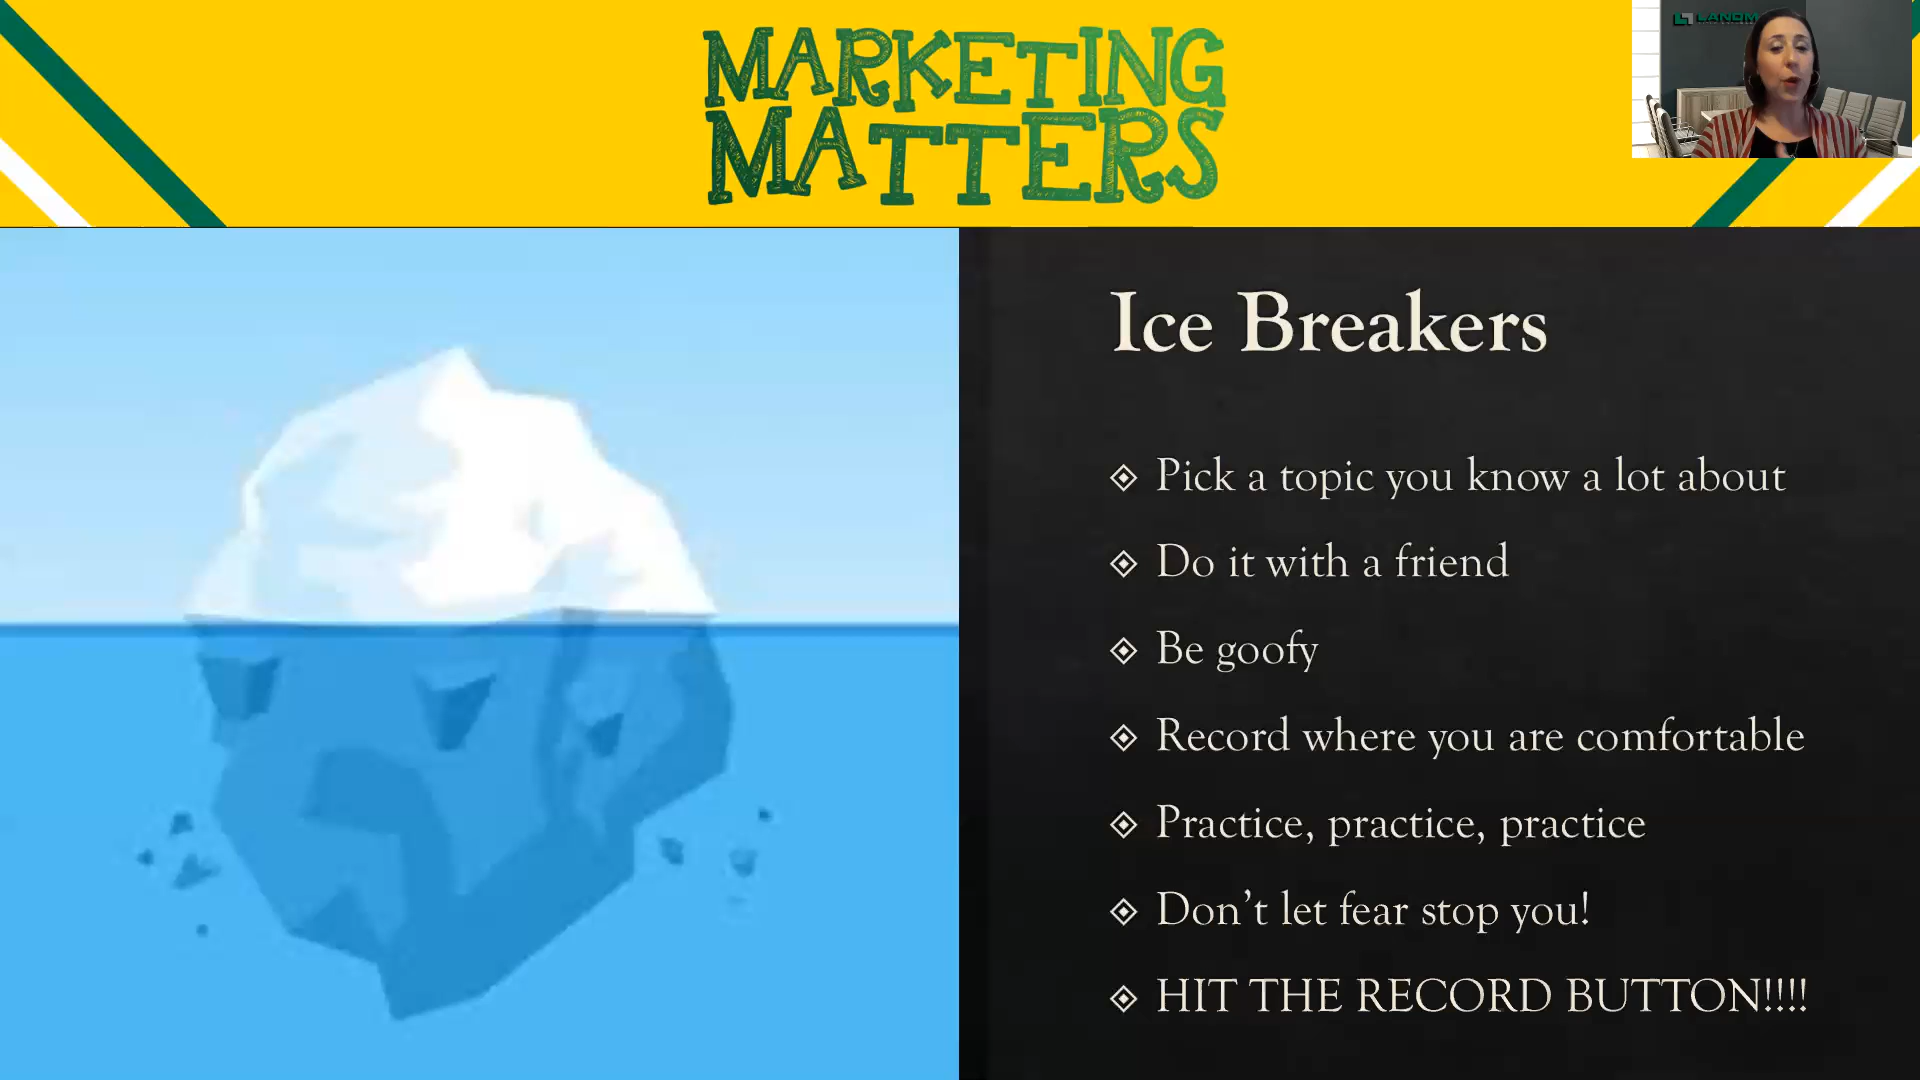 MARKETING
MATTERS
Ice Breakers
Pick a topic you know a lot about
Do it with a friend
Be goofy
Record where you are comfortable
Practice, practice, practice
Don't let fear stop you!
HIT THE RECORD BUTTON!!!!